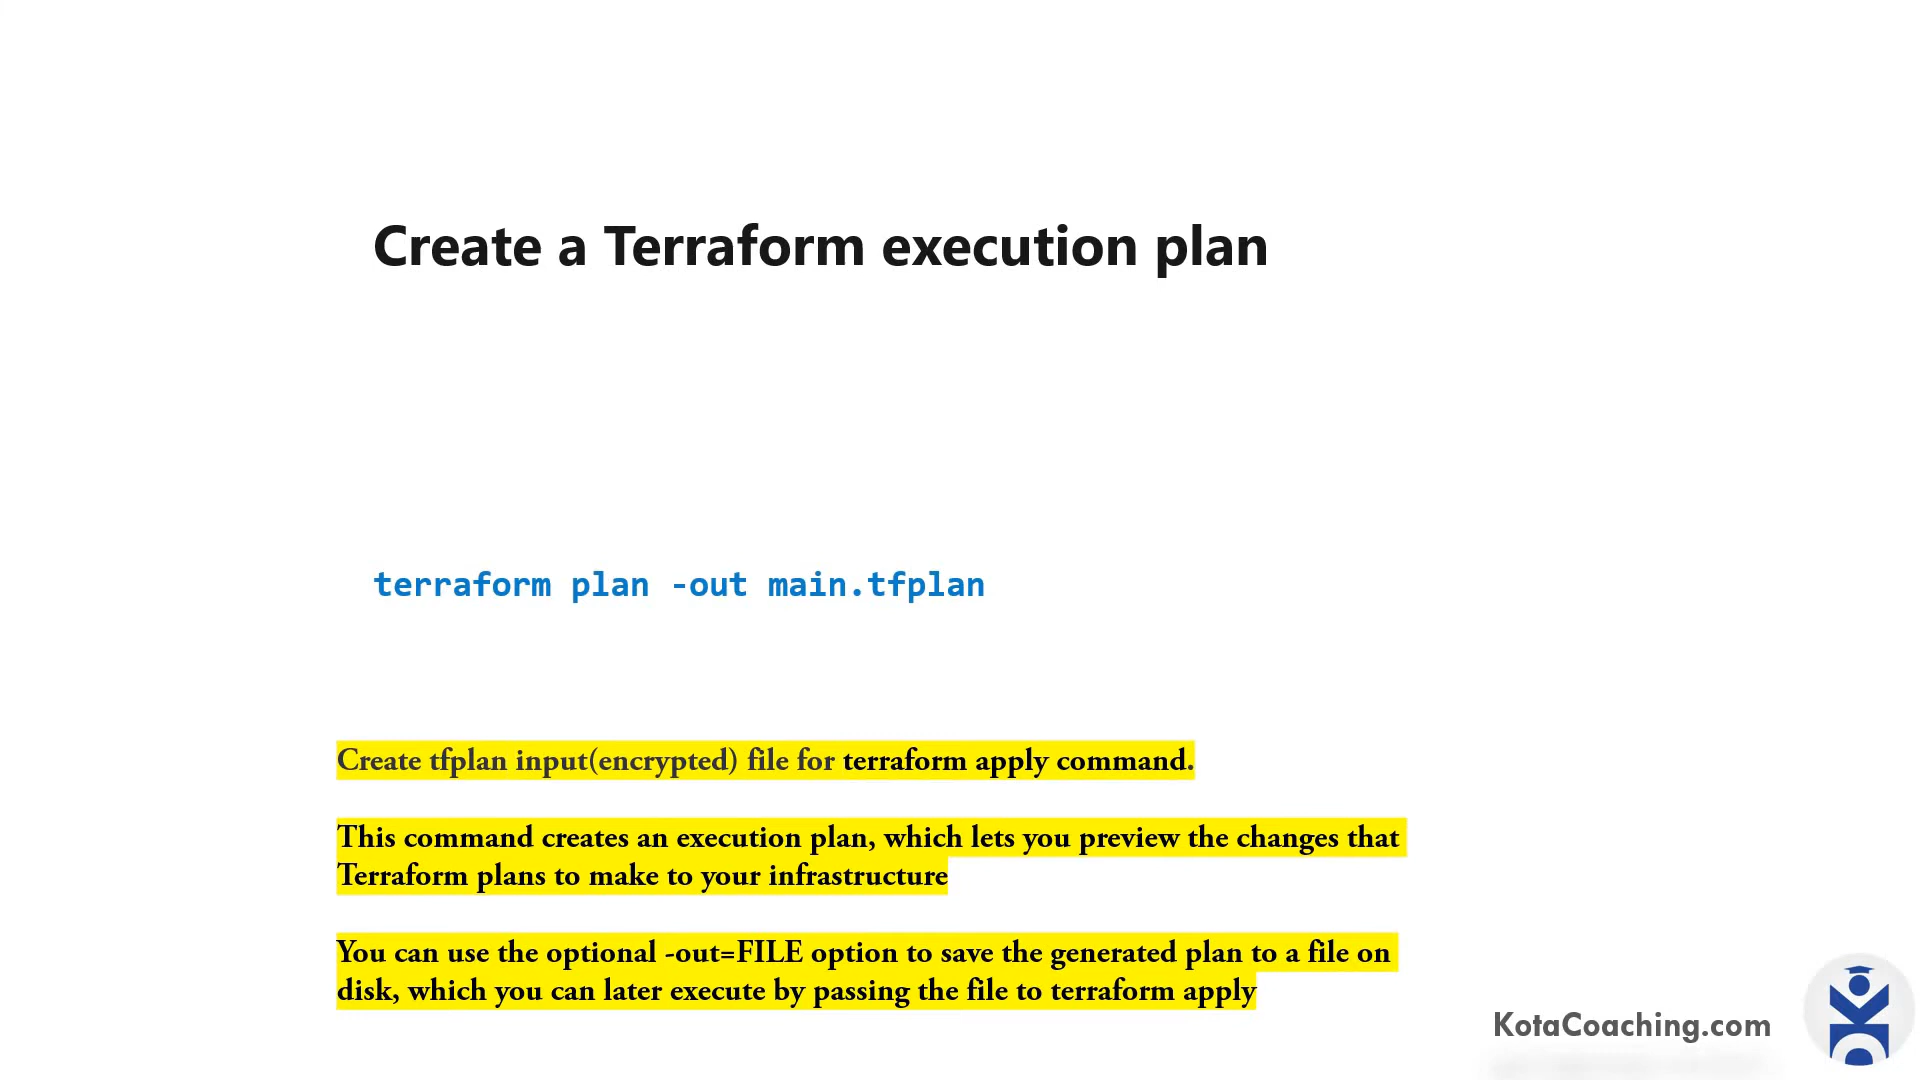 Create a Terraform execution plan
terraform plan -out main.tfplan
Create tfplan input(encrypted) file for terraform apply command.
This command creates an execution plan, which lets you preview the changes that
Terraform plans to make to your infrastructure
You can use the optional -out=FILE option to save the generated plan to a file on
disk, which you can later execute by passing the file to terraform apply
KotaCoaching.com